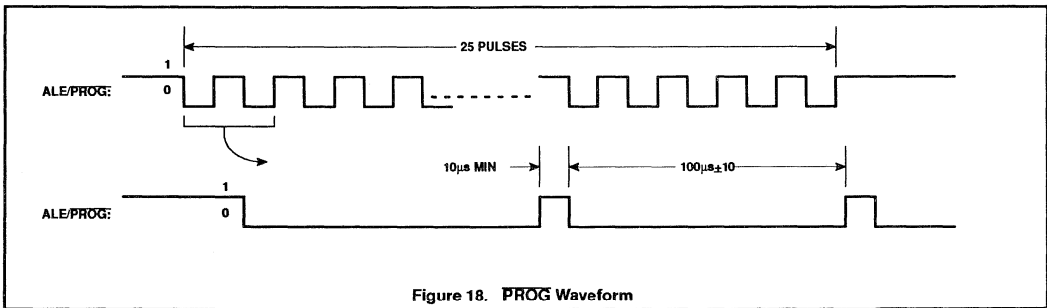 25 PULSES
1
ALE/PROG:
0
10µs MIN
100µs±10
1
ALE/PROG:
0
Figure 18. PROG Waveform